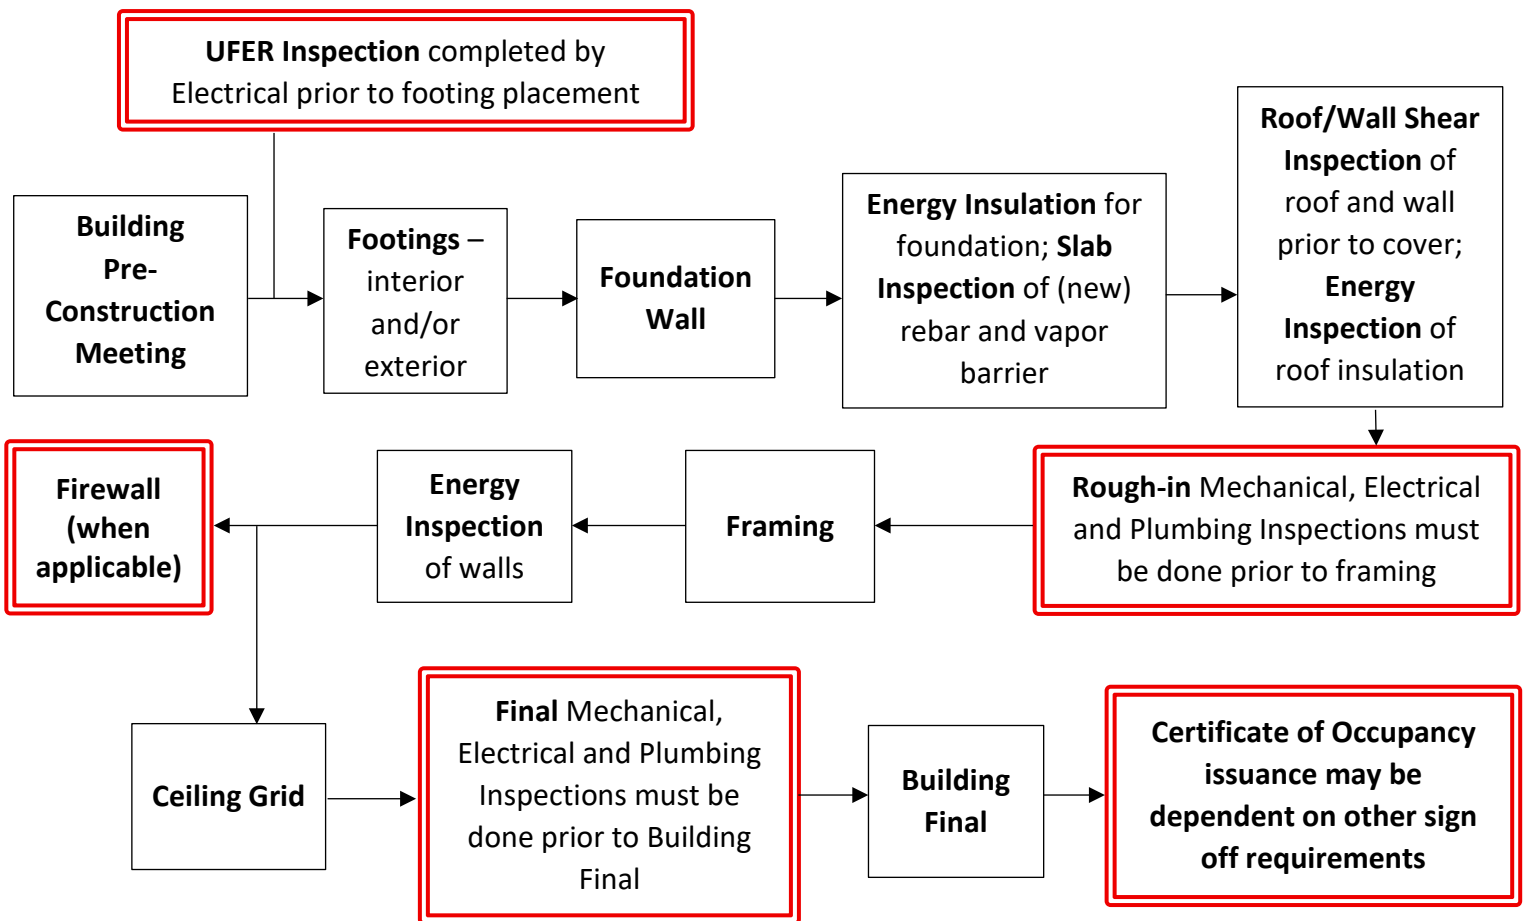 UFER Inspection completed by
Electrical prior to footing placement
Building
Pre-
Construction
Meeting
Footings –
interior
and/or
exterior
Foundation
Wall
Energy Insulation for
foundation; Slab
Inspection of (new)
rebar and vapor
barrier
Roof/Wall Shear
Inspection of
roof and wall
prior to cover;
Energy
Inspection of
roof insulation
Rough-in Mechanical, Electrical
and Plumbing Inspections must
be done prior to framing
Framing
Energy
Inspection
of walls
Firewall
(when
applicable)
Ceiling Grid
Final Mechanical,
Electrical and Plumbing
Inspections must be
done prior to Building
Final
Building
Final
Certificate of Occupancy
issuance may be
dependent on other sign
off requirements